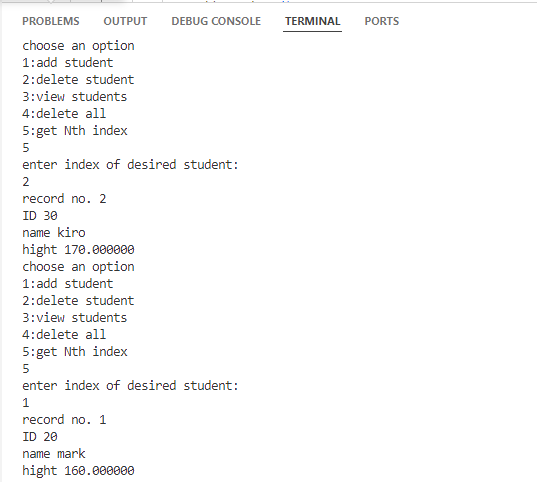 PROBLEMS OUTPUT DEBUG CONSOLE TERMINAL PORTS
choose an option
1:add student
2:delete student
3:view students
4:delete all
5:get Nth index
5
enter index of desired student:
2
record no. 2
ID 30
name kiro
hight 170.000000
choose an option
1:add student
2:delete student
3:view students
4:delete all
5:get Nth index
5
enter index of desired student:
1
record no. 1
ID 20
name mark
hight 160.000000